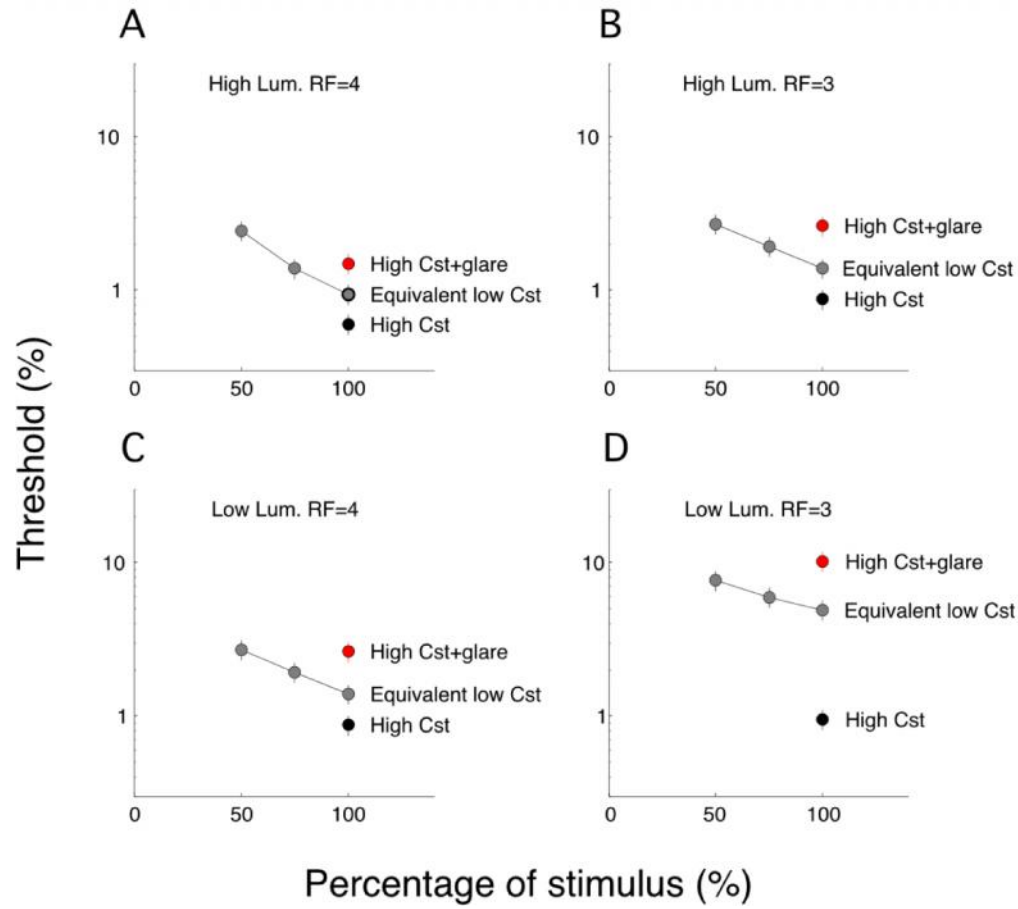 A
High Lum. RF=4
10
1
High Cst+glare
Equivalent low Cst
High Cst
0 50 100
B
High Lum. RF=3
10
1
High Cst+glare
Equivalent low Cst
High Cst
0 50 100
C
Low Lum. RF=4
10
1
High Cst+glare
Equivalent low Cst
High Cst
0 50 100
D
Low Lum. RF=3
10
1
High Cst+glare
Equivalent low Cst
High Cst
0 50 100
Threshold (%)
Percentage of stimulus (%)